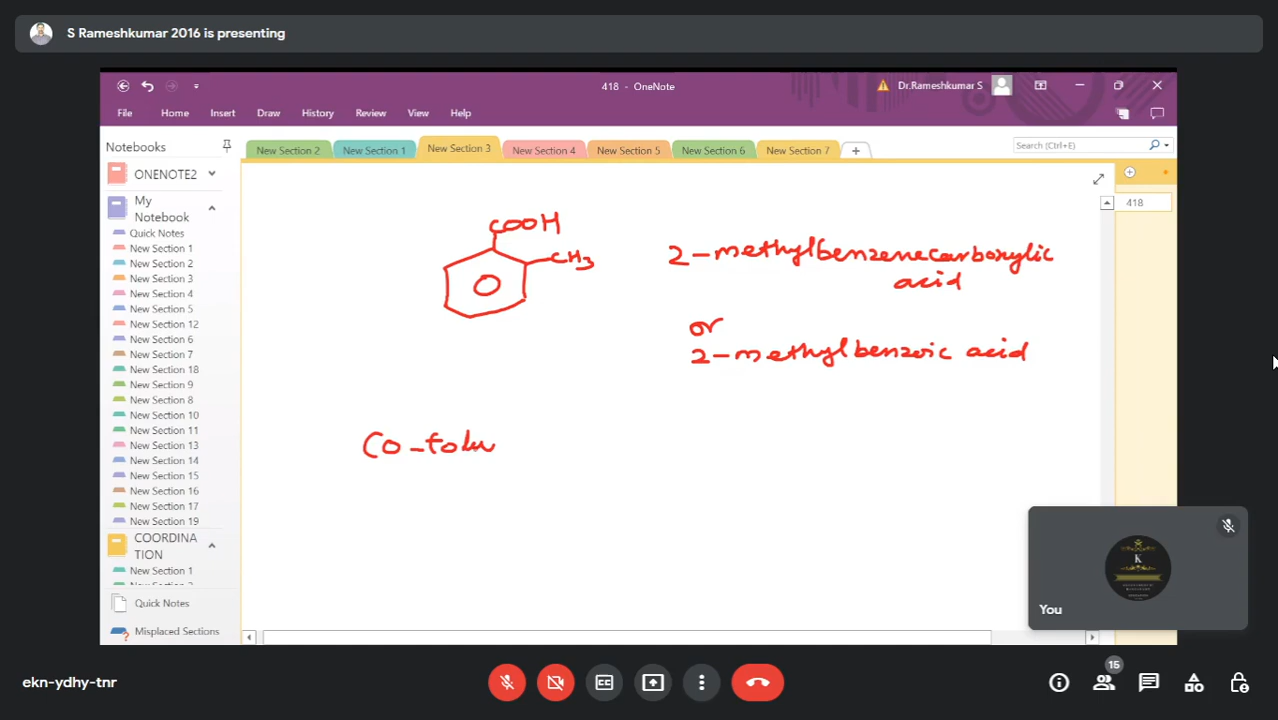 S Rameshkumar 2016 is presenting
418 - OneNote
Dr.Rameshkumar S
File Home Insert Draw History Review View Help
Notebooks
New Section 2 New Section 1 New Section 3 New Section 4 New Section 5 New Section 6 New Section 7
Search (Ctrl+E)
ONENOTE2
My
Notebook
Quick Notes
New Section 1
New Section 2
New Section 3
New Section 4
New Section 5
New Section 12
New Section 6
New Section 7
New Section 18
New Section 9
New Section 8
New Section 10
New Section 11
New Section 13
New Section 14
New Section 15
New Section 16
New Section 17
New Section 19
COORDINA
TION
New Section 1
Quick Notes
Misplaced Sections
418
COOH
CH3
2-methylbenzenecarboxylic
acid
or
2-methylbenzoic acid
(o-tolu
K
You
ekn-ydhy-tnr
CC
15